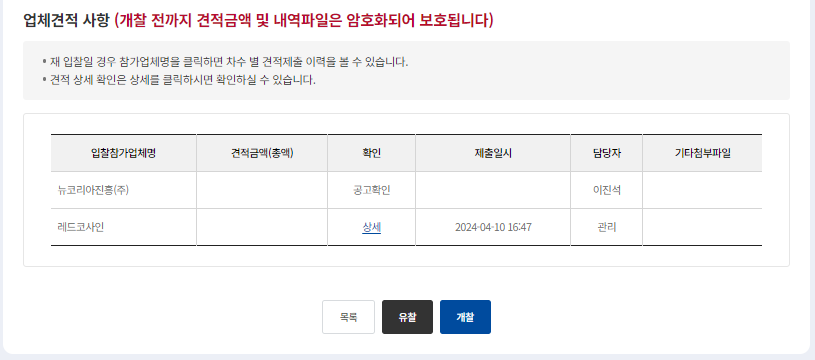 업체견적 사항 (개찰 전까지 견적금액 및 내역파일은 암호화되어 보호됩니다)
재 입찰일 경우 참가업체명을 클릭하면 차수 별 견적제출 이력을 볼 수 있습니다.
견적 상세 확인은 상세를 클릭하시면 확인하실 수 있습니다.
입찰참가업체명 견적금액(총액) 확인 제출일시 담당자 기타첨부파일
뉴코리아진흥(주) 공고확인 이진석
레드코사인 상세 2024-04-10 16:47 관리
목록 유찰 개찰